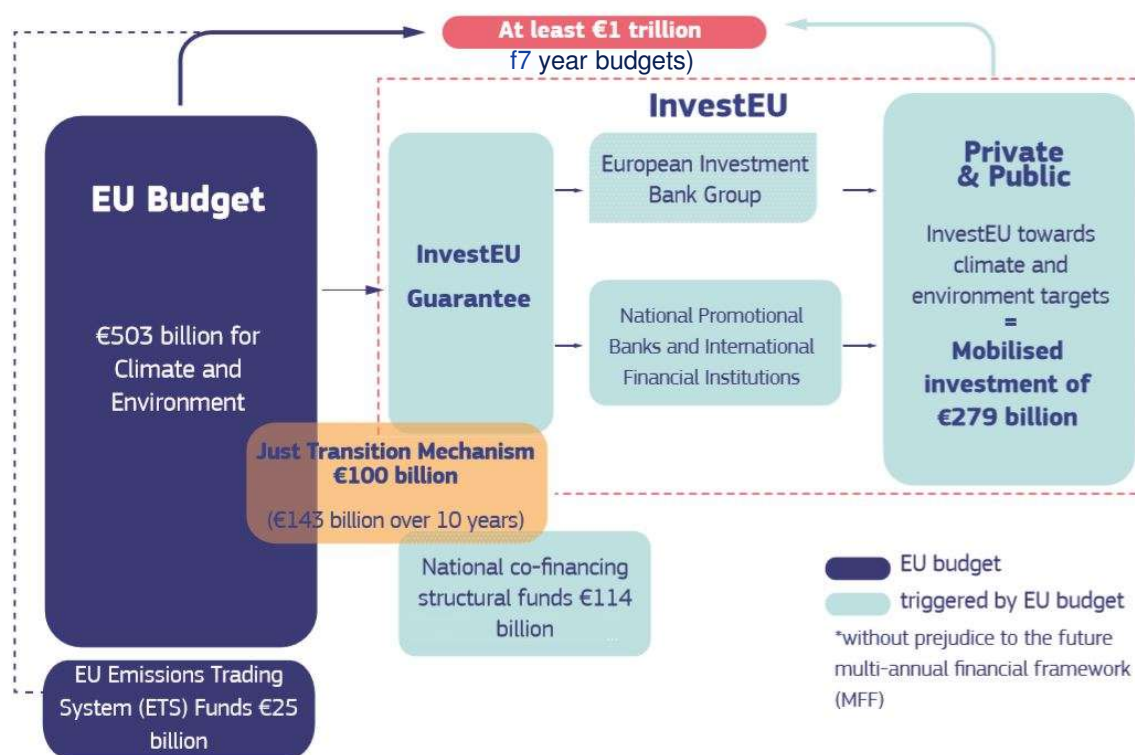 At least €1 trillion
f7 year budgets)
EU Budget
€503 billion for
Climate and
Environment
InvestEU
InvestEU
Guarantee
European Investment
Bank Group
National Promotional
Banks and International
Financial Institutions
Private
& Public
InvestEU towards
climate and
environment targets
=
Mobilised
investment of
€279 billion
Just Transition Mechanism
€100 billion
(€143 billion over 10 years)
National co-financing
structural funds €114
billion
EU Emissions Trading
System (ETS) Funds €25
billion
EU budget
triggered by EU budget
*without prejudice to the future
multi-annual financial framework
(MFF)